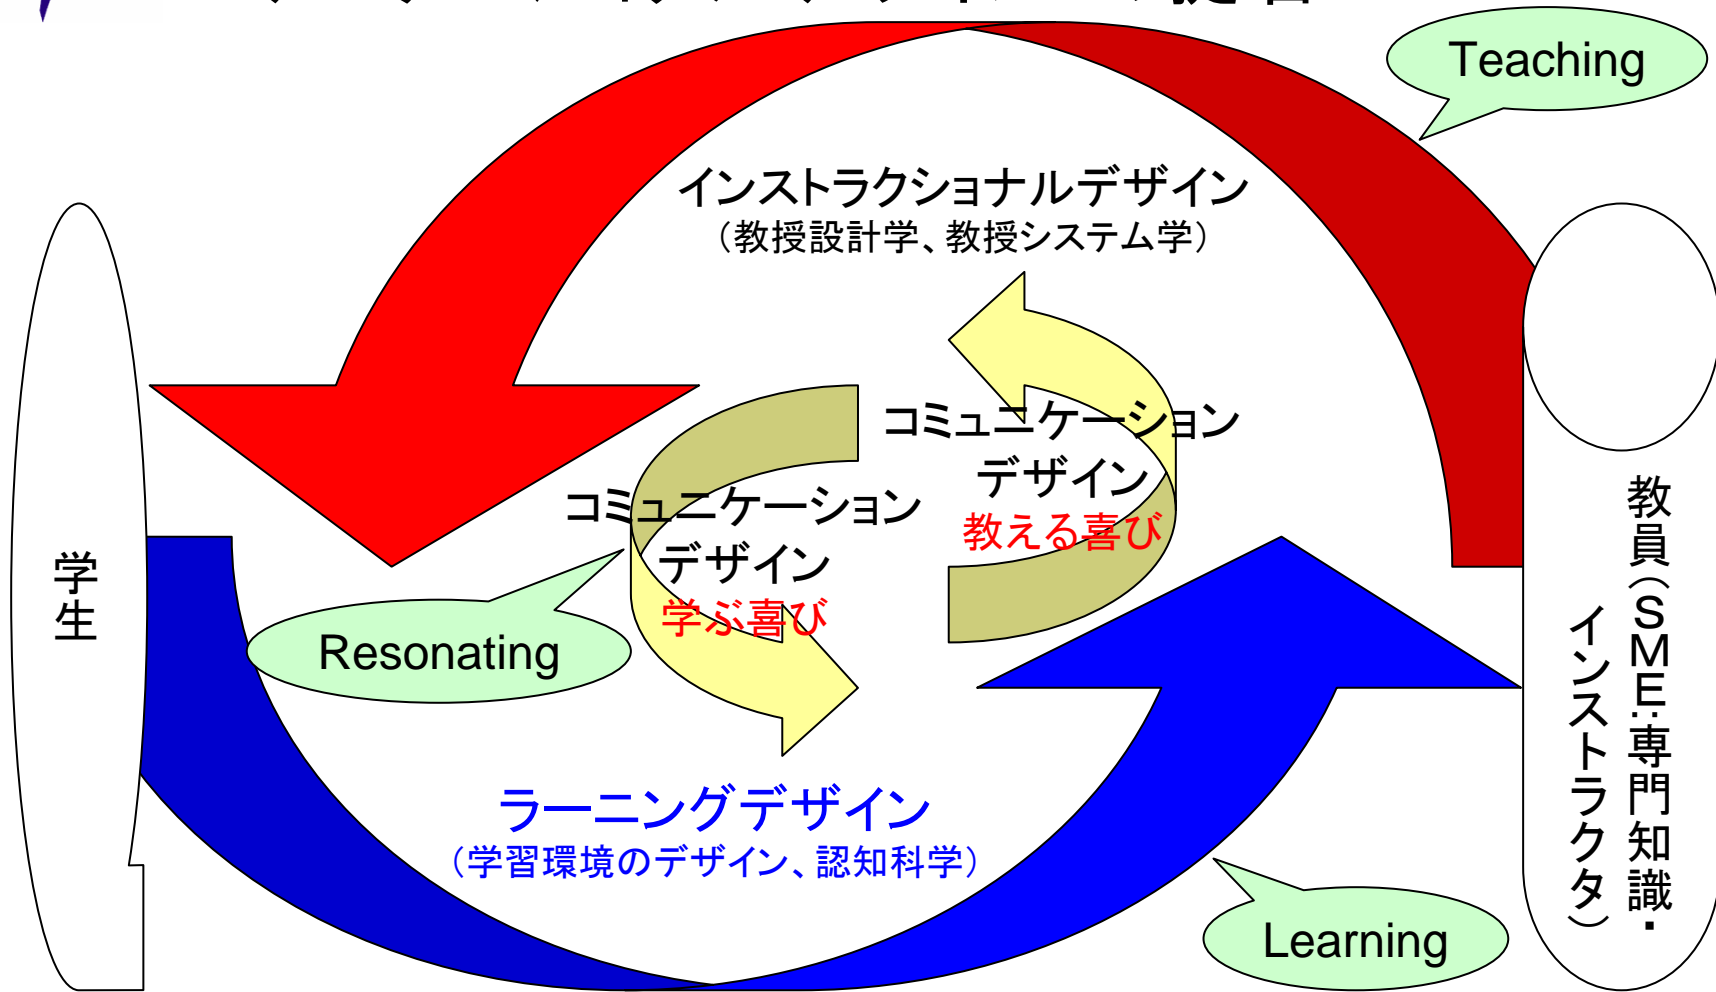 Teaching
インストラクショナルデザイン
（教授設計学、教授システム学）
コミュニケーション
デザイン
教える喜び
コミュニケーション
デザイン
学ぶ喜び
Resonating
学生
教員（ＳＭＥ：専門知識・
インストラクタ）
ラーニングデザイン
（学習環境のデザイン、認知科学）
Learning